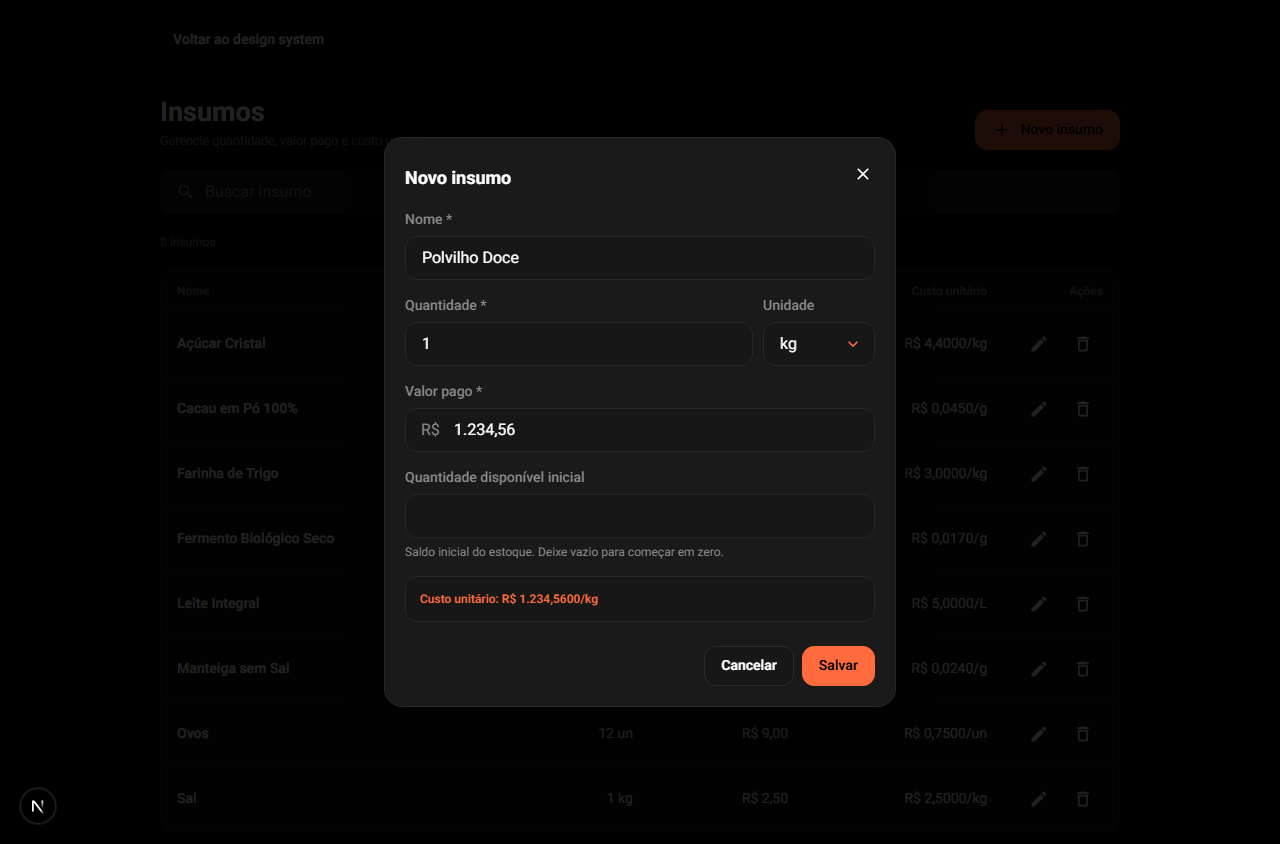 Voltar ao design system
Insumos
Gerencie quantidade, valor pago e custo
Novo insumo
Buscar insumo
6 insumos
Nome Custo unitário Ações
Açúcar Cristal R$ 4,4000/kg
Cacau em Pó 100% R$ 0,0450/g
Farinha de Trigo R$ 3,0000/kg
Fermento Biológico Seco R$ 0,0170/g
Leite Integral R$ 5,0000/L
Manteiga sem Sal R$ 0,0240/g
Ovos 12 un R$ 9,00 R$ 0,7500/un
Sal 1 kg R$ 2,50 R$ 2,5000/kg
Novo insumo
Nome *
Polvilho Doce
Quantidade * Unidade
1 kg
Valor pago *
R$ 1.234,56
Quantidade disponível inicial
Saldo inicial do estoque. Deixe vazio para começar em zero.
Custo unitário: R$ 1.234,5600/kg
Cancelar Salvar
N